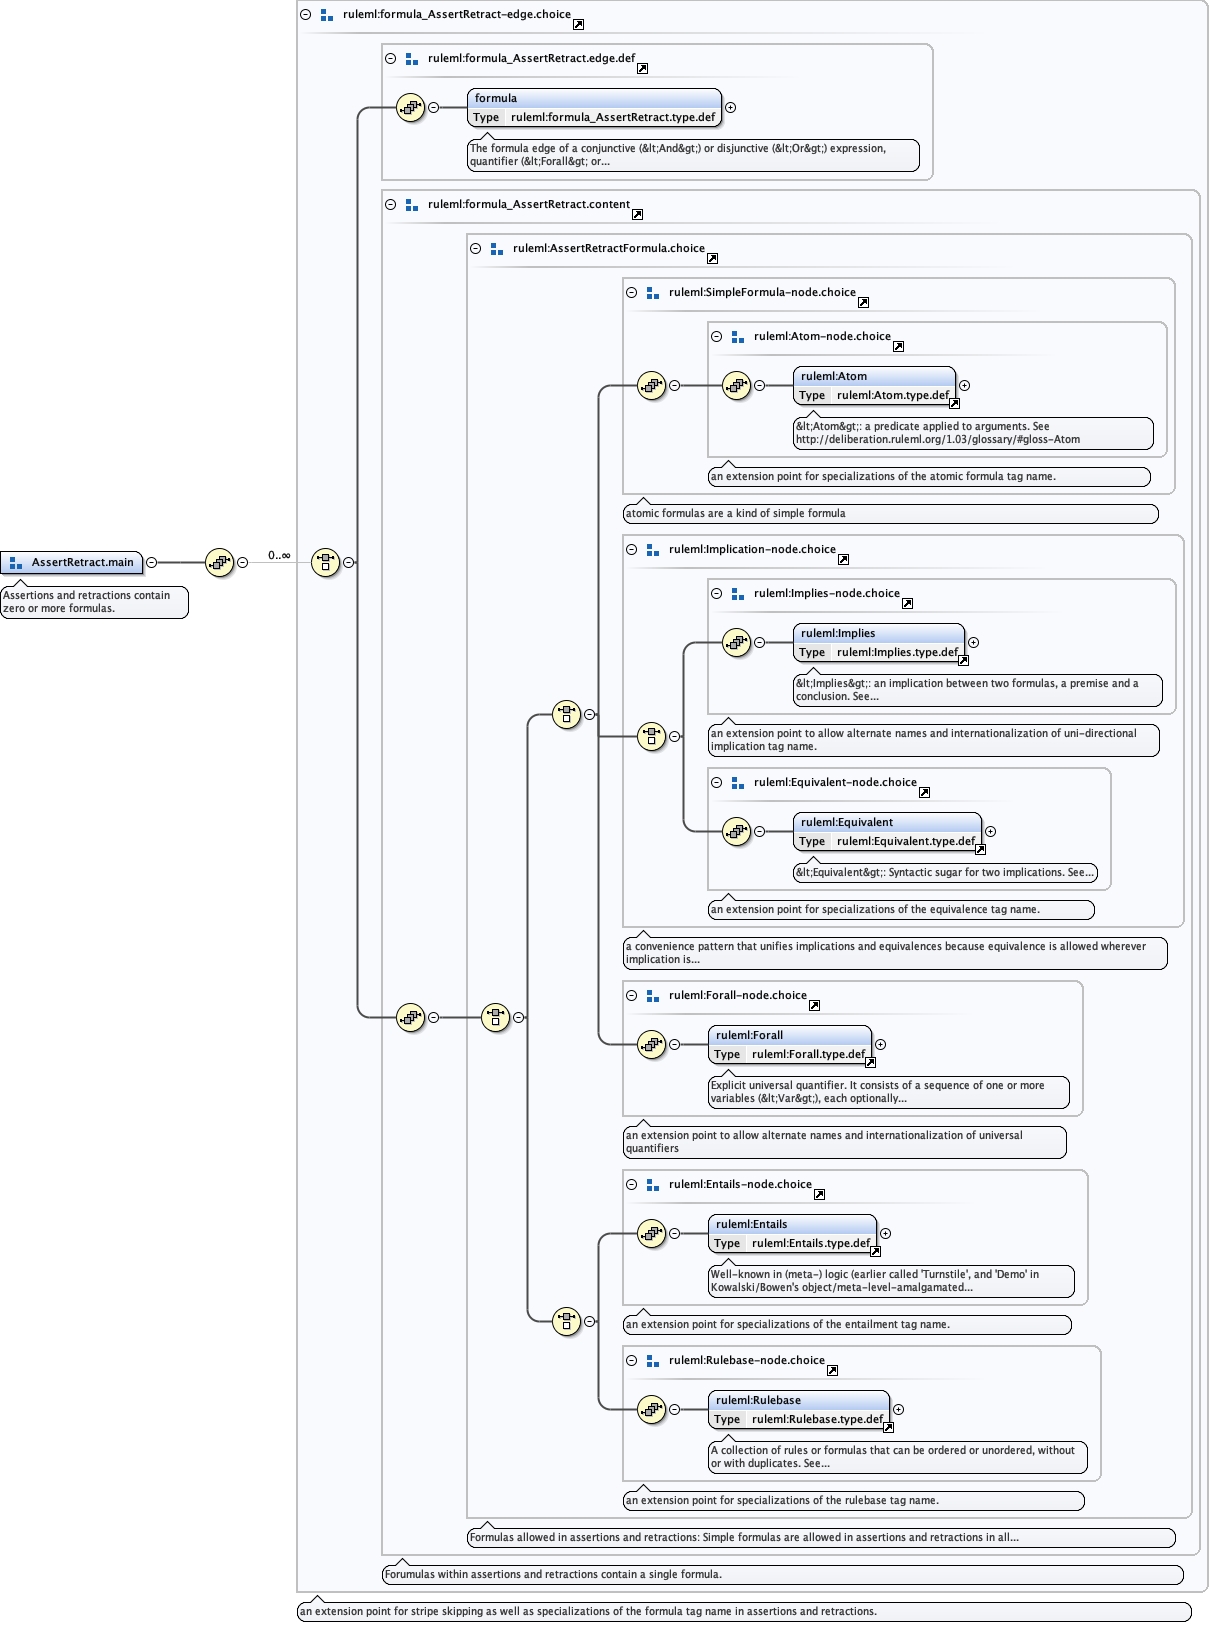 ruleml:formula_AssertRetract-edge.choice
ruleml:formula_AssertRetract.edge.def
formula
Type ruleml:formula_AssertRetract.type.def
The formula edge of a conjunctive (&lt;And&gt;) or disjunctive (&lt;Or&gt;) expression,
quantifier (&lt;Forall&gt; or...
ruleml:formula_AssertRetract.content
ruleml:AssertRetractFormula.choice
ruleml:SimpleFormula-node.choice
ruleml:Atom-node.choice
ruleml:Atom
Type ruleml:Atom.type.def
&lt;Atom&gt;: a predicate applied to arguments. See
http://deliberation.ruleml.org/1.03/glossary/#gloss-Atom
an extension point for specializations of the atomic formula tag name.
atomic formulas are a kind of simple formula
ruleml:Implication-node.choice
0..∞
AssertRetract.main
Assertions and retractions contain
zero or more formulas.
ruleml:Implies-node.choice
ruleml:Implies
Type ruleml:Implies.type.def
&lt;Implies&gt;: an implication between two formulas, a premise and a
conclusion. See...
an extension point to allow alternate names and internationalization of uni-directional
implication tag name.
ruleml:Equivalent-node.choice
ruleml:Equivalent
Type ruleml:Equivalent.type.def
&lt;Equivalent&gt;: Syntactic sugar for two implications. See...
an extension point for specializations of the equivalence tag name.
a convenience pattern that unifies implications and equivalences because equivalence is allowed wherever
implication is...
ruleml:Forall-node.choice
ruleml:Forall
Type ruleml:Forall.type.def
Explicit universal quantifier. It consists of a sequence of one or more
variables (&lt;Var&gt;), each optionally...
an extension point to allow alternate names and internationalization of universal
quantifiers
ruleml:Entails-node.choice
ruleml:Entails
Type ruleml:Entails.type.def
Well-known in (meta-) logic (earlier called 'Turnstile', and 'Demo' in
Kowalski/Bowen's object/meta-level-amalgamated...
an extension point for specializations of the entailment tag name.
ruleml:Rulebase-node.choice
ruleml:Rulebase
Type ruleml:Rulebase.type.def
A collection of rules or formulas that can be ordered or unordered, without
or with duplicates. See...
an extension point for specializations of the rulebase tag name.
Formulas allowed in assertions and retractions: Simple formulas are allowed in assertions and retractions in all...
Forumulas within assertions and retractions contain a single formula.
an extension point for stripe skipping as well as specializations of the formula tag name in assertions and retractions.